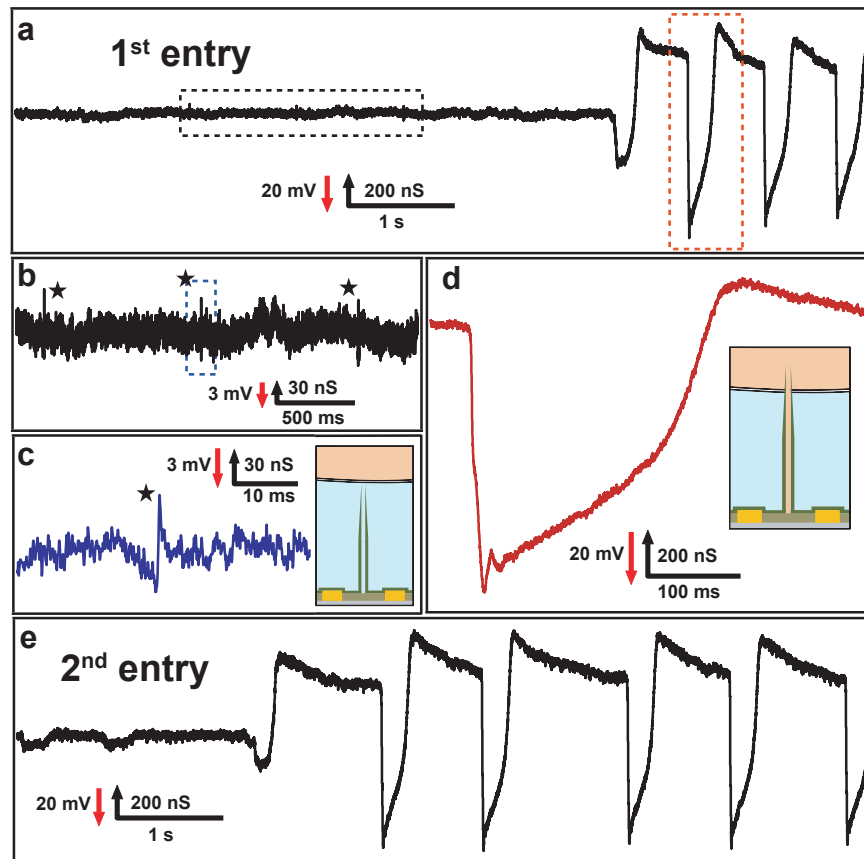 a
1st entry
20 mV
200 nS
1 s
b
★
★
★
3 mV
30 nS
500 ms
c
3 mV
30 nS
10 ms
★
d
20 mV
200 nS
100 ms
e
2nd entry
20 mV
200 nS
1 s